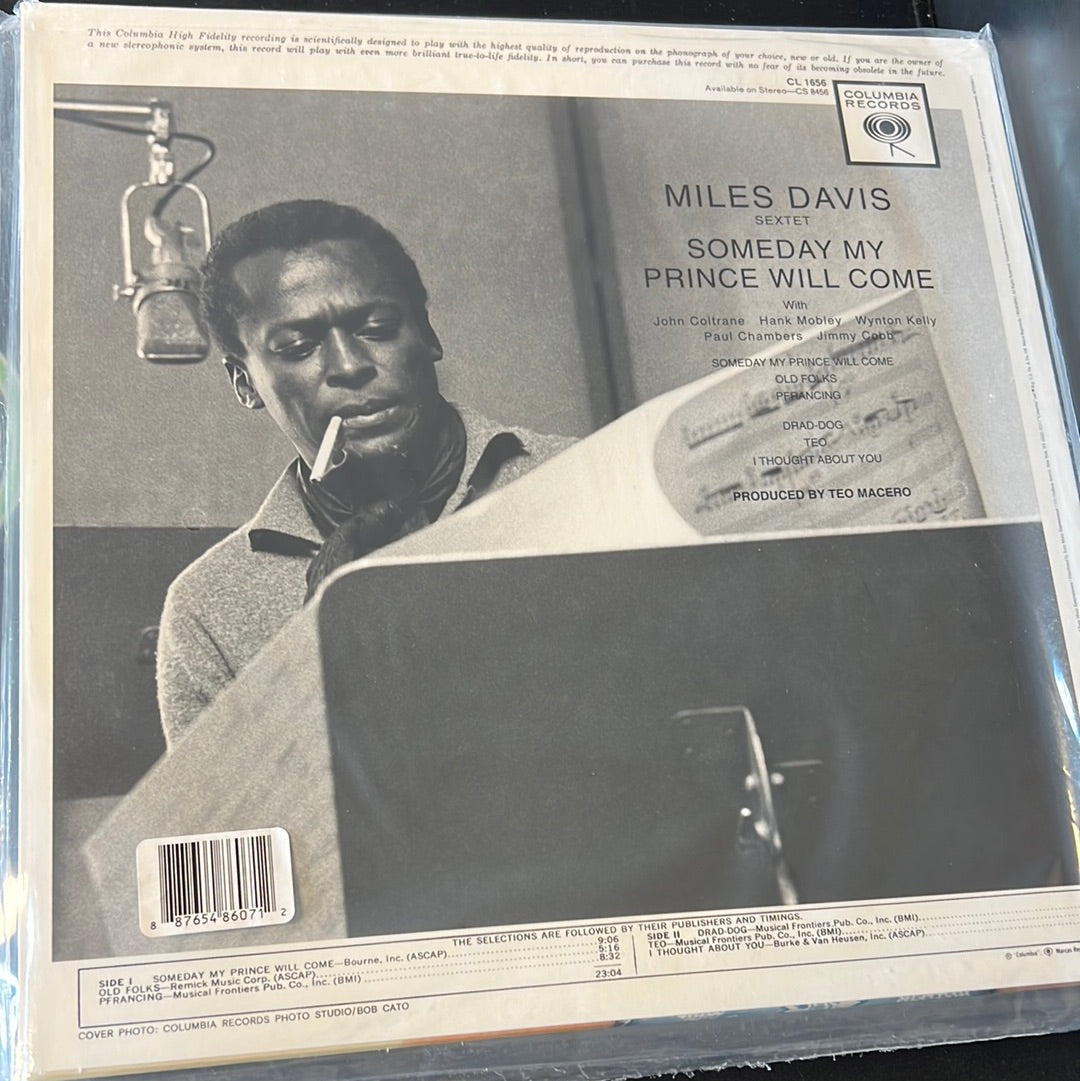 This Columbia High Fidelity recording is scientifically designed to play with the highest quality of reproduction on the phonograph of your choice, new or old. If you are the owner of
a new stereophonic system, this record will play with even more brilliant true-to-life fidelity. In short, you can purchase this record with no fear of its becoming obsolete in the future.
CL 1656
Available on Stereo—CS 8456
COLUMBIA
RECORDS
MILES DAVIS
SEXTET
SOMEDAY MY
PRINCE WILL COME
With
John Coltrane Hank Mobley Wynton Kelly
Paul Chambers Jimmy Cobb
SOMEDAY MY PRINCE WILL COME
OLD FOLKS
PFRANCING
DRAD-DOG
TEO
I THOUGHT ABOUT YOU
PRODUCED BY TEO MACERO
8 87654 86071 2
THE SELECTIONS ARE FOLLOWED BY THEIR PUBLISHERS AND TIMINGS.
SIDE I SOMEDAY MY PRINCE WILL COME—Bourne, Inc. (ASCAP) 9:06
OLD FOLKS—Remick Music Corp. (ASCAP) 5:16
PFRANCING—Musical Frontiers Pub. Co., Inc. (BMI) 8:32
23:04
SIDE II DRAD-DOG—Musical Frontiers Pub. Co., Inc. (BMI)
TEO—Musical Frontiers Pub. Co., Inc. (BMI)
I THOUGHT ABOUT YOU—Burke & Van Heusen, Inc. (ASCAP)
© "Columbia", ® Marcas
COVER PHOTO: COLUMBIA RECORDS PHOTO STUDIO/BOB CATO